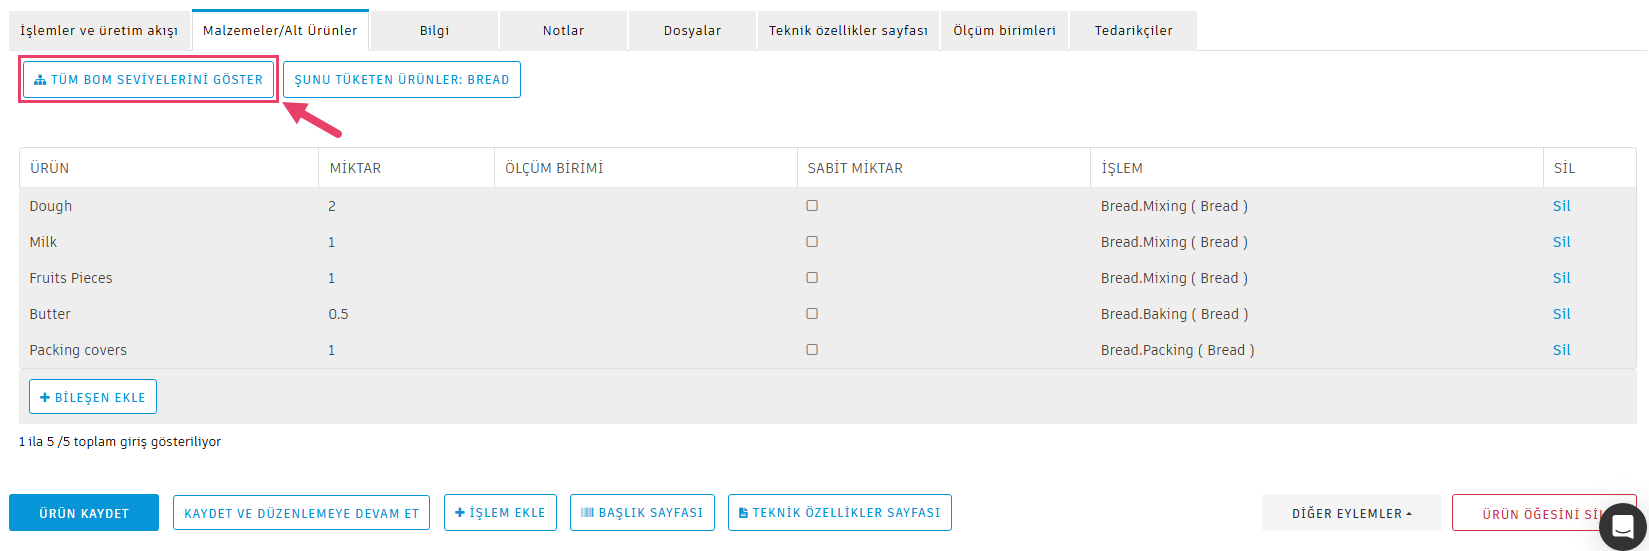 İşlemler ve üretim akışı Malzemeler/Alt Ürünler Bilgi Notlar Dosyalar Teknik özellikler sayfası Ölçüm birimleri Tedarikçiler
TÜM BOM SEVİYELERİNİ GÖSTER ŞUNU TÜKETEN ÜRÜNLER: BREAD
ÜRÜN MİKTAR ÖLÇÜM BİRİMİ SABİT MİKTAR İŞLEM SİL
Dough 2 Bread.Mixing ( Bread ) Sil
Milk 1 Bread.Mixing ( Bread ) Sil
Fruits Pieces 1 Bread.Mixing ( Bread ) Sil
Butter 0.5 Bread.Baking ( Bread ) Sil
Packing covers 1 Bread.Packing ( Bread ) Sil
+ BİLEŞEN EKLE
1 ila 5 /5 toplam giriş gösteriliyor
ÜRÜN KAYDET KAYDET VE DÜZENLEMEYE DEVAM ET + İŞLEM EKLE BAŞLIK SAYFASI TEKNİK ÖZELLİKLER SAYFASI DİĞER EYLEMLER ÜRÜN ÖĞESİNİ